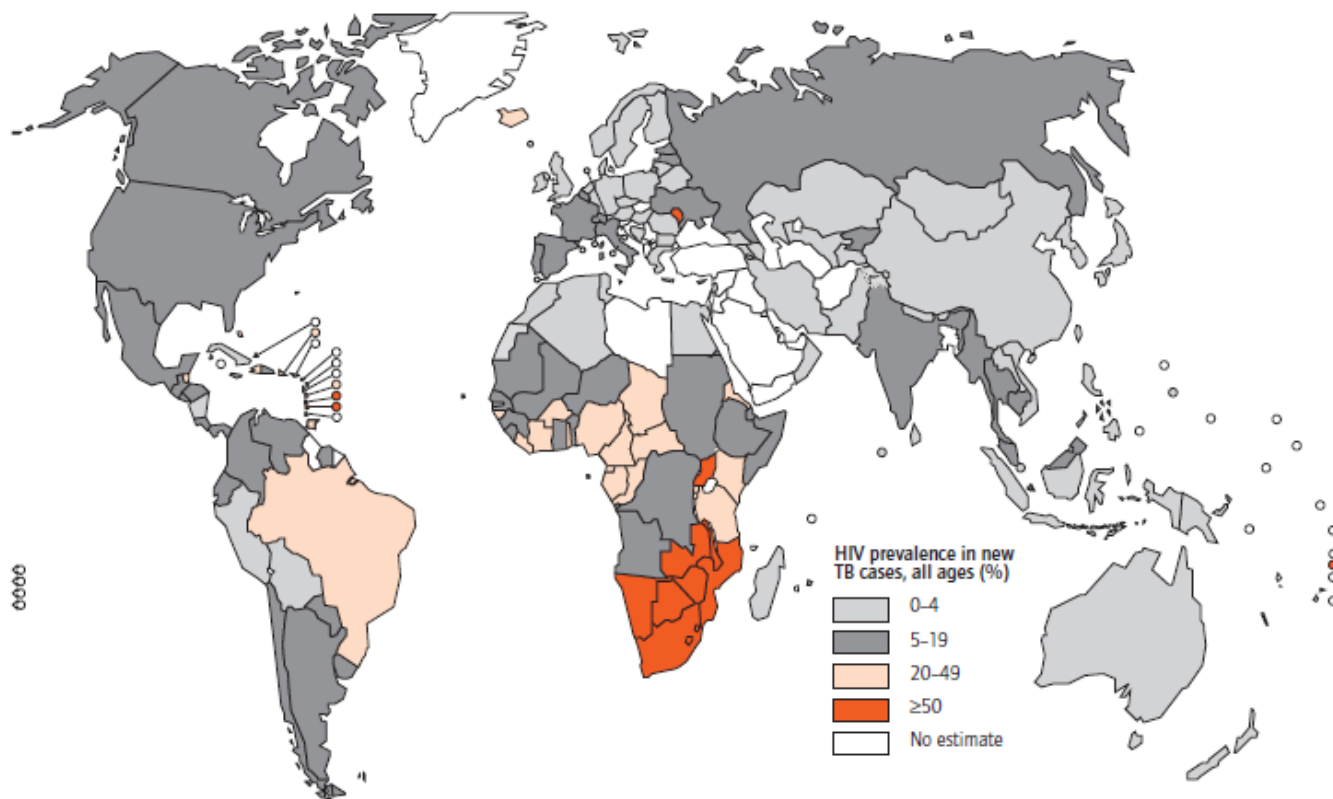 HIV prevalence in new
TB cases, all ages (%)
0–4
5–19
20–49
≥50
No estimate